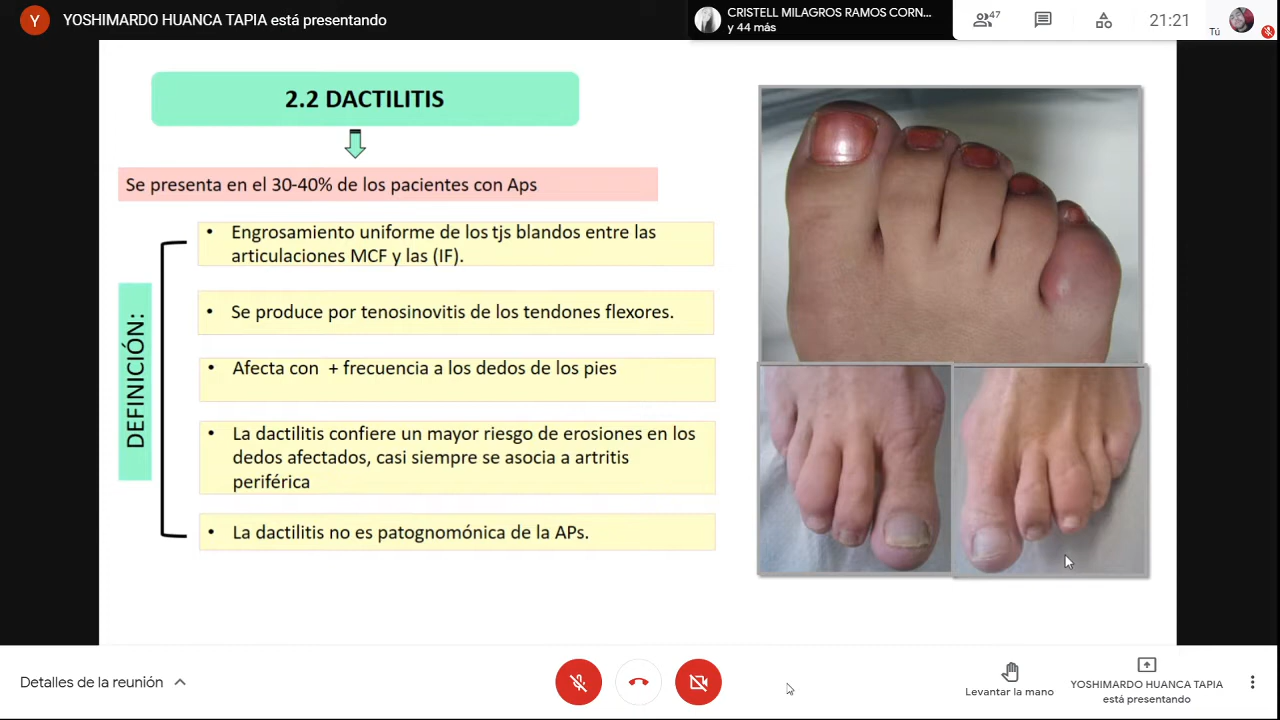 Y
YOSHIMARDO HUANCA TAPIA está presentando
CRISTELL MILAGROS RAMOS CORN...
y 44 más
47
21:21
Tú
2.2 DACTILITIS
Se presenta en el 30-40% de los pacientes con Aps
DEFINICIÓN:
• Engrosamiento uniforme de los tjs blandos entre las
articulaciones MCF y las (IF).
• Se produce por tenosinovitis de los tendones flexores.
• Afecta con + frecuencia a los dedos de los pies
• La dactilitis confiere un mayor riesgo de erosiones en los
dedos afectados, casi siempre se asocia a artritis
periférica
• La dactilitis no es patognomónica de la APs.
Detalles de la reunión
Levantar la mano
YOSHIMARDO HUANCA TAPIA
está presentando